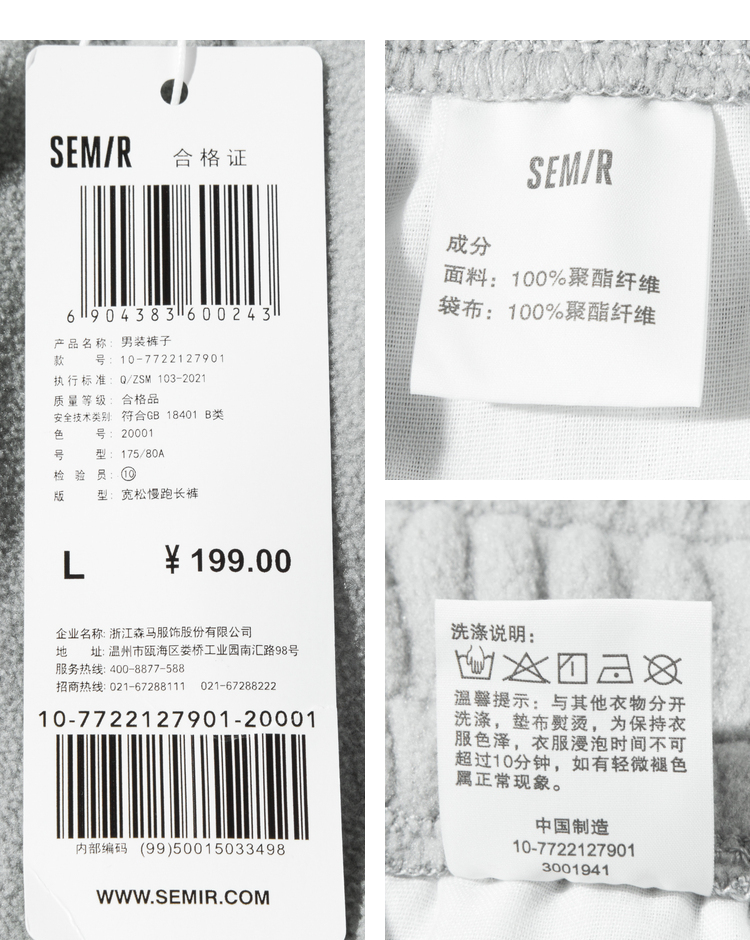 SEMIR 合格证
6 904383 600243
产品名称: 男装裤子
款 号: 10-7722127901
执行标准: Q/ZSM 103-2021
质量等级: 合格品
安全技术类别: 符合GB 18401 B类
色 号: 20001
号 型: 175/80A
检 验 员: ⑩
版 型: 宽松慢跑长裤
L ¥ 199.00
企业名称: 浙江森马服饰股份有限公司
地 址: 温州市瓯海区娄桥工业园南汇路98号
服务热线: 400-8877-588
招商热线: 021-67288111 021-67288222
10-7722127901-20001
内部编码 (99)50015033498
WWW.SEMIR.COM
SEMIR
成分
面料: 100%聚酯纤维
袋布: 100%聚酯纤维
洗涤说明:
温馨提示: 与其他衣物分开
洗涤, 垫布熨烫, 为保持衣
服色泽, 衣服浸泡时间不可
超过10分钟, 如有轻微褪色
属正常现象。
中国制造
10-7722127901
3001941